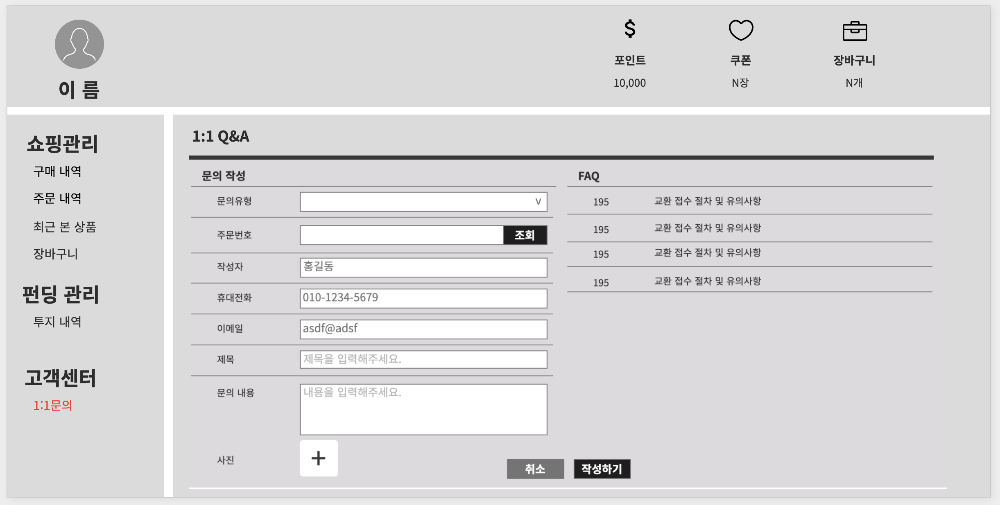 $
포인트
10,000
쿠폰
N장
장바구니
N개
이 름
쇼핑관리
구매 내역
주문 내역
최근 본 상품
장바구니
펀딩 관리
투지 내역
고객센터
1:1문의
1:1 Q&A
문의 작성
문의유형
v
주문번호
조회
작성자
홍길동
휴대전화
010-1234-5679
이메일
asdf@adsf
제목
제목을 입력해주세요.
문의 내용
내용을 입력해주세요.
사진
+
취소
작성하기
FAQ
195 교환 접수 절차 및 유의사항
195 교환 접수 절차 및 유의사항
195 교환 접수 절차 및 유의사항
195 교환 접수 절차 및 유의사항